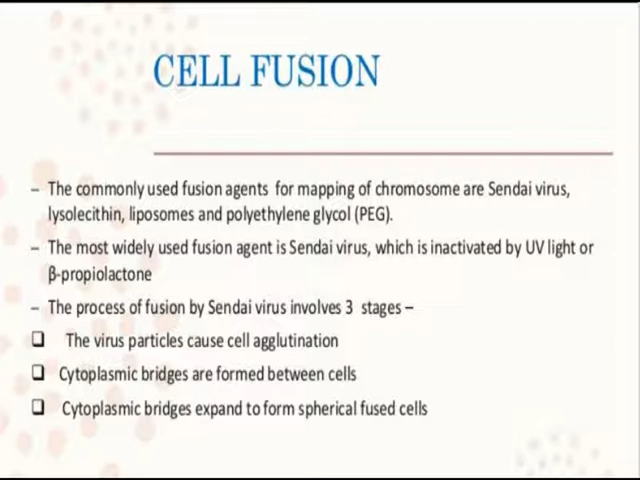 CELL FUSION
– The commonly used fusion agents for mapping of chromosome are Sendai virus,
lysolecithin, liposomes and polyethylene glycol (PEG).
– The most widely used fusion agent is Sendai virus, which is inactivated by UV light or
β-propiolactone
– The process of fusion by Sendai virus involves 3 stages –
❑ The virus particles cause cell agglutination
❑ Cytoplasmic bridges are formed between cells
❑ Cytoplasmic bridges expand to form spherical fused cells